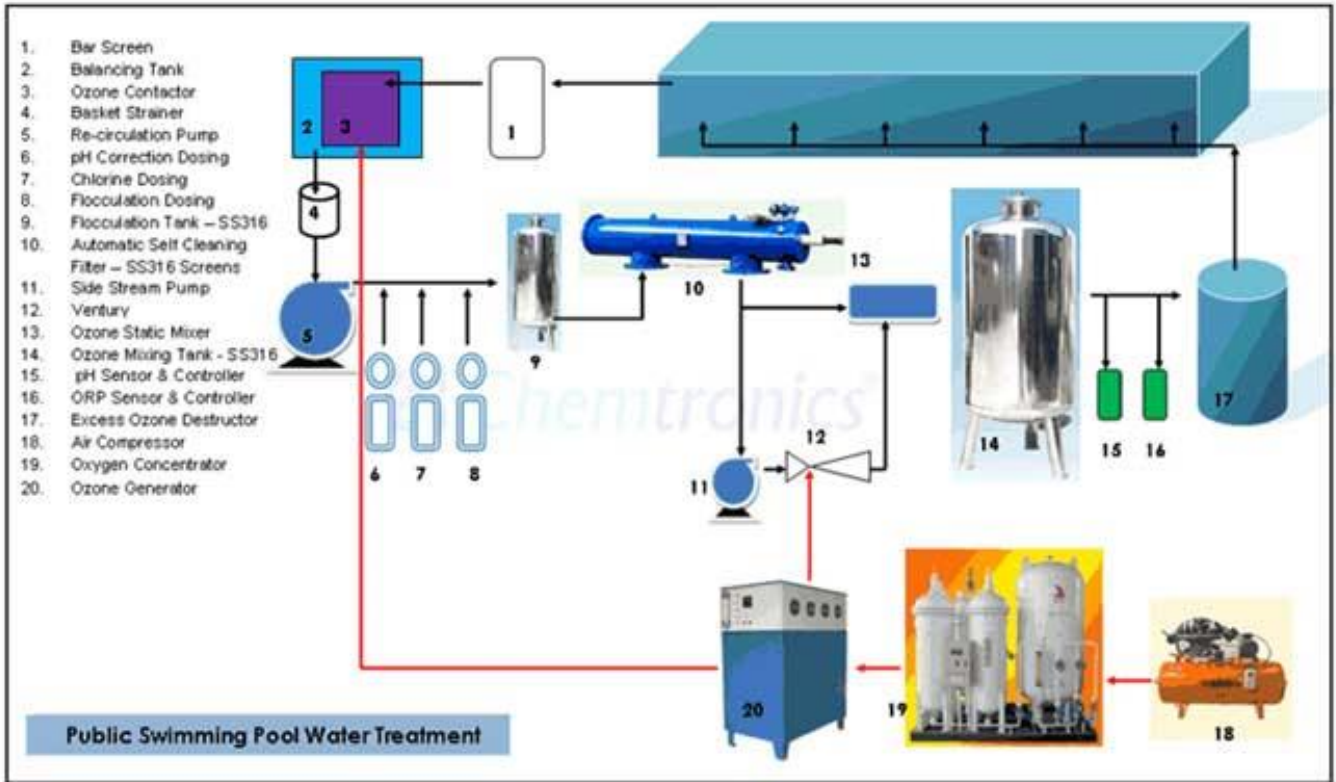 1. Bar Screen
2. Balancing Tank
3. Ozone Contactor
4. Basket Strainer
5. Re-circulation Pump
6. pH Correction Dosing
7. Chlorine Dosing
8. Flocculation Dosing
9. Flocculation Tank – SS316
10. Automatic Self Cleaning
Filter – SS316 Screens
11. Side Stream Pump
12. Ventury
13. Ozone Static Mixer
14. Ozone Mixing Tank - SS316
15. pH Sensor & Controller
16. ORP Sensor & Controller
17. Excess Ozone Destructor
18. Air Compressor
19. Oxygen Concentrator
20. Ozone Generator
2
3
1
4
5
9
10
13
6
7
8
Chemtronics
11
12
14
15
16
17
20
19
18
Public Swimming Pool Water Treatment